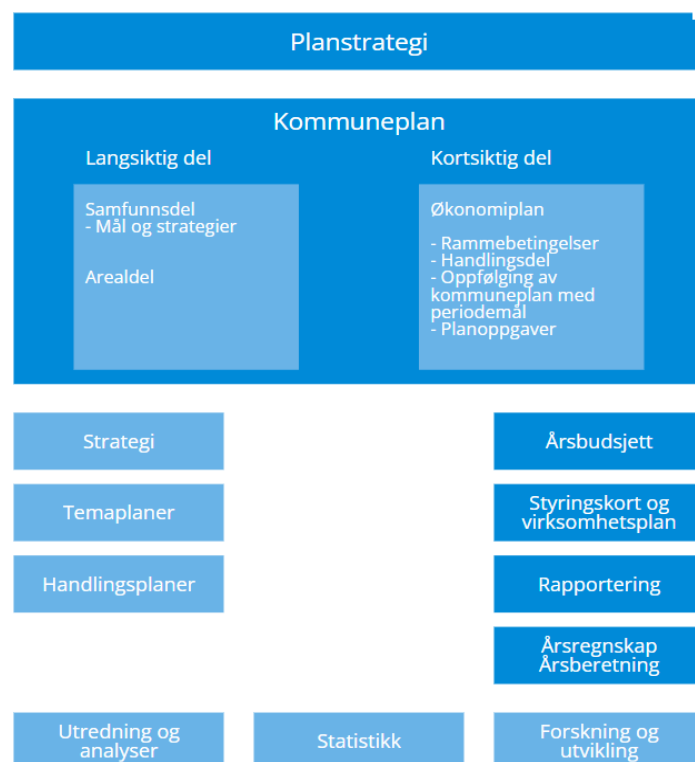 Planstrategi
Kommuneplan
Langsiktig del
Samfunnsdel
- Mål og strategier
Arealdel
Kortsiktig del
Økonomiplan
- Rammebetingelser
- Handlingsdel
- Oppfølging av
kommuneplan med
periodemål
- Planoppgaver
Strategi
Temaplaner
Handlingsplaner
Årsbudsjett
Styringskort og
virksomhetsplan
Rapportering
Årsregnskap
Årsberetning
Utredning og
analyser
Statistikk
Forskning og
utvikling